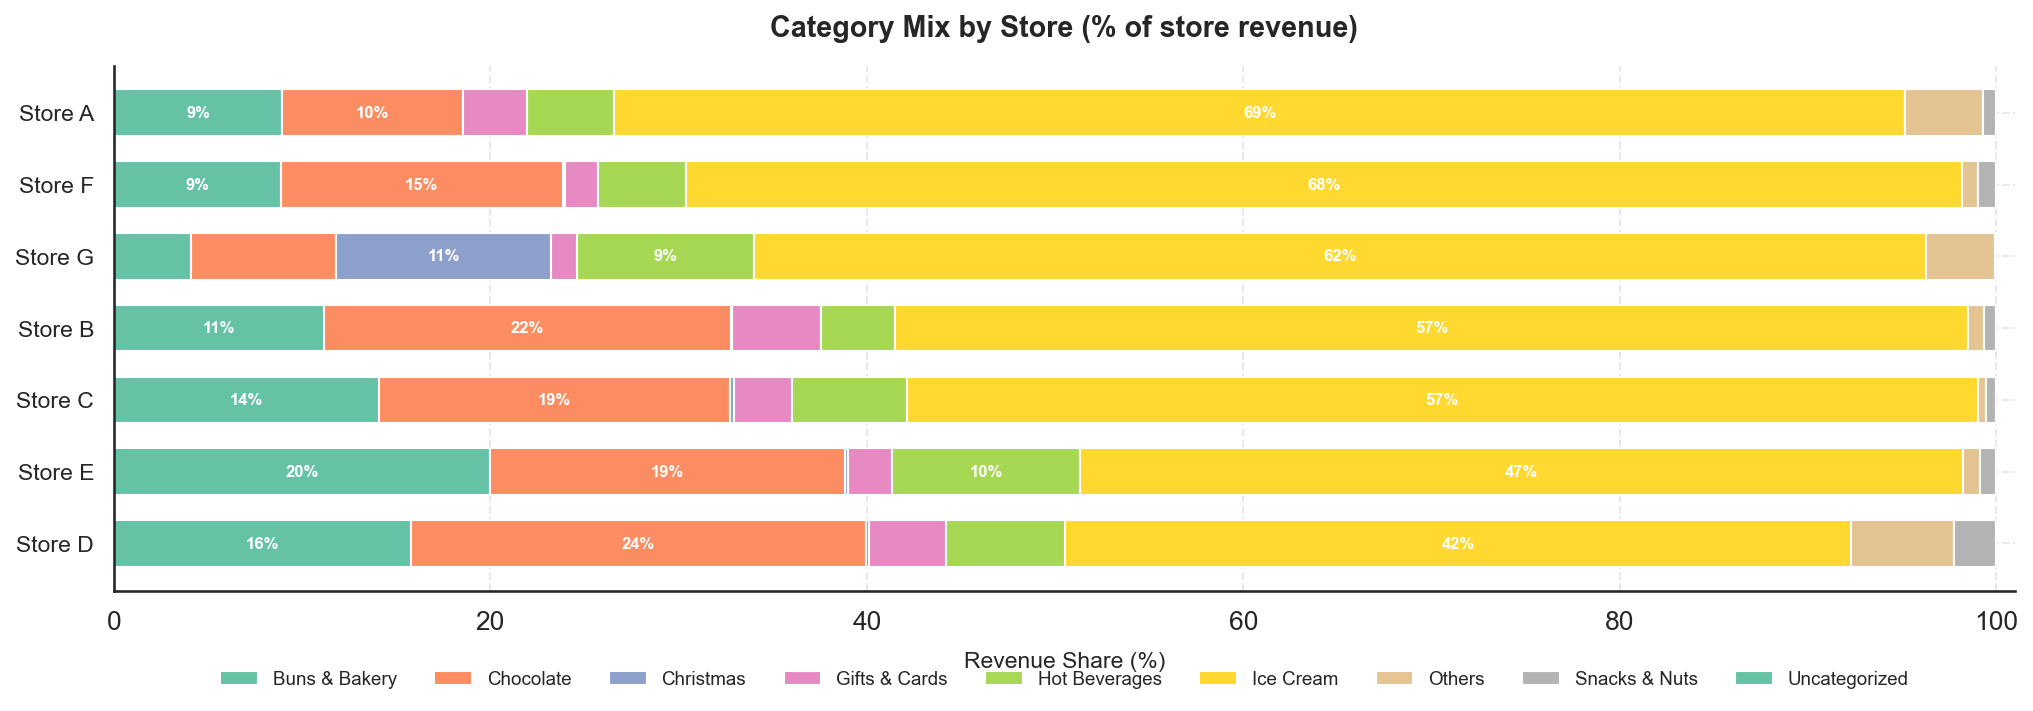 Category Mix by Store (% of store revenue)
Store A 9% 10% 69%
Store F 9% 15% 68%
Store G 11% 9% 62%
Store B 11% 22% 57%
Store C 14% 19% 57%
Store E 20% 19% 10% 47%
Store D 16% 24% 42%
0 20 40 60 80 100
Revenue Share (%)
Buns & Bakery Chocolate Christmas Gifts & Cards Hot Beverages Ice Cream Others Snacks & Nuts Uncategorized